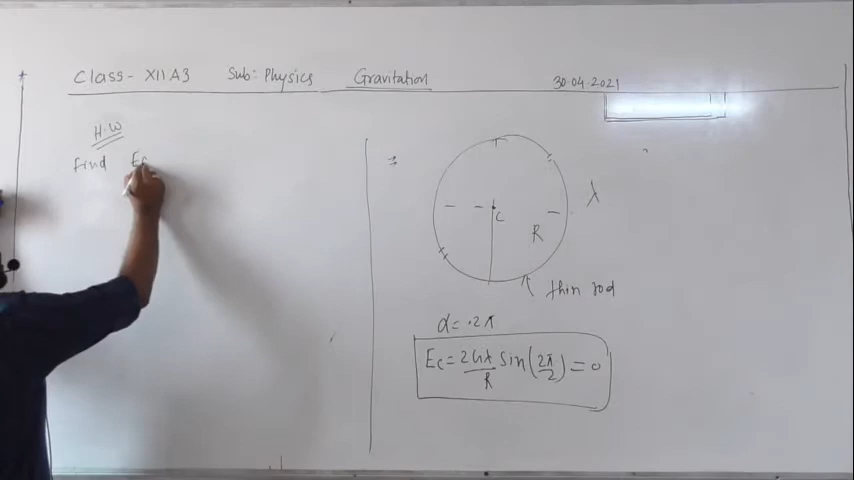 Class- XII A3 Sub: Physics Gravitation 30.04.2021
H.W
Find Ec
λ
C
R
thin rod
α = .2π
Ec = 2Gλ/R Sin(2π/2) = 0